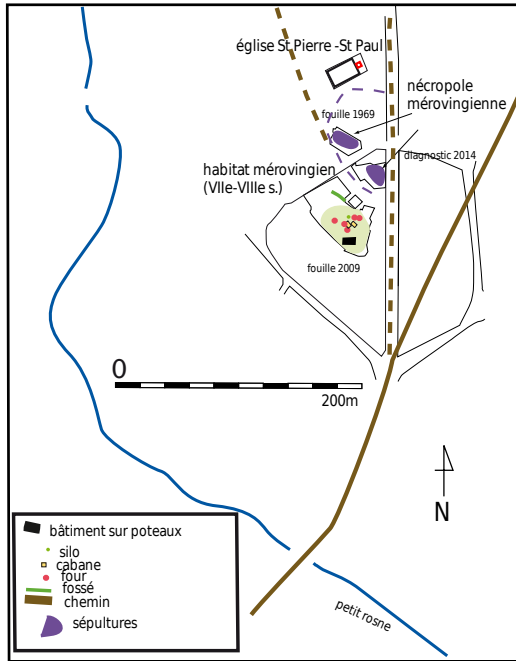 église St Pierre -St Paul
nécropole
mérovingienne
fouille 1969
diagnostic 2014
habitat mérovingien
(VIIe-VIIIe s.)
fouille 2009
0
200m
N
bâtiment sur poteaux
silo
cabane
four
fossé
chemin
sépultures
petit rosne